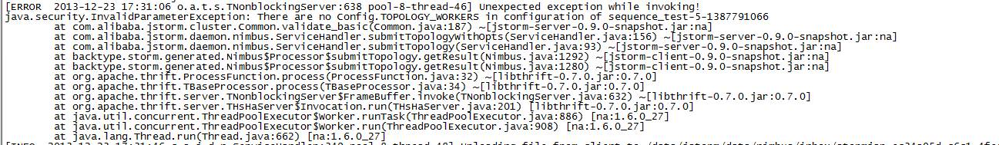 [ERROR 2013-12-23 17:31:06 o.a.t.s.TNonblockingServer:638 pool-8-thread-46] Unexpected exception while invoking!
java.security.InvalidParameterException: There are no Config.TOPOLOGY_WORKERS in configuration of sequence_test-5-1387791066
at com.alibaba.jstorm.cluster.Common.validate_basic(Common.java:187) ~[jstorm-server-0.9.0-snapshot.jar:na]
at com.alibaba.jstorm.daemon.nimbus.ServiceHandler.submitTopologyWithOpts(ServiceHandler.java:156) ~[jstorm-server-0.9.0-snapshot.jar:na]
at com.alibaba.jstorm.daemon.nimbus.ServiceHandler.submitTopology(ServiceHandler.java:93) ~[jstorm-server-0.9.0-snapshot.jar:na]
at backtype.storm.generated.Nimbus$Processor$submitTopology.getResult(Nimbus.java:1292) ~[jstorm-client-0.9.0-snapshot.jar:na]
at backtype.storm.generated.Nimbus$Processor$submitTopology.getResult(Nimbus.java:1280) ~[jstorm-client-0.9.0-snapshot.jar:na]
at org.apache.thrift.ProcessFunction.process(ProcessFunction.java:32) ~[libthrift-0.7.0.jar:0.7.0]
at org.apache.thrift.TBaseProcessor.process(TBaseProcessor.java:34) ~[libthrift-0.7.0.jar:0.7.0]
at org.apache.thrift.server.TNonblockingServer$FrameBuffer.invoke(TNonblockingServer.java:632) ~[libthrift-0.7.0.jar:0.7.0]
at org.apache.thrift.server.THsHaServer$Invocation.run(THsHaServer.java:201) [libthrift-0.7.0.jar:0.7.0]
at java.util.concurrent.ThreadPoolExecutor$Worker.runTask(ThreadPoolExecutor.java:886) [na:1.6.0_27]
at java.util.concurrent.ThreadPoolExecutor$Worker.run(ThreadPoolExecutor.java:908) [na:1.6.0_27]
at java.lang.Thread.run(Thread.java:662) [na:1.6.0_27]